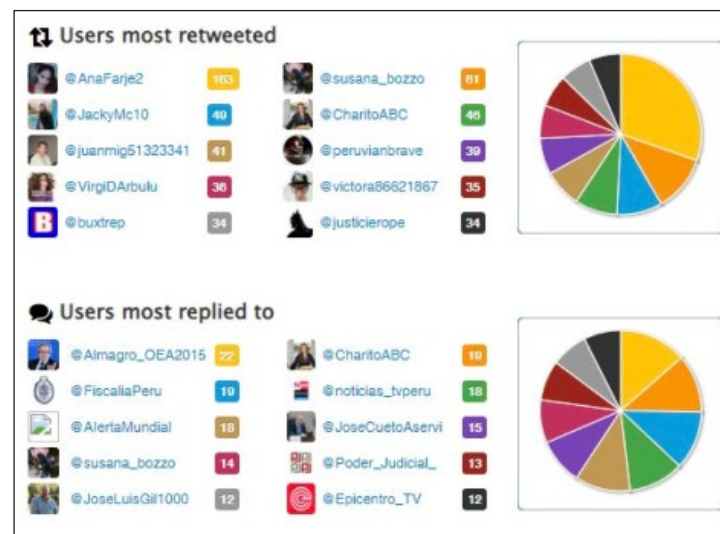 Users most retweeted
@AnaFarje2 163 @susana_bozzo 61
@JackyMc10 49 @CharitoABC 46
@juanmig51323341 41 @peruvianbrave 39
@VirgiDArbulu 36 @victora86621867 35
B @buxtrep 34 @justicierope 34
Users most replied to
@Almagro_OEA2015 22 @CharitoABC 19
@FiscaliaPeru 19 @noticias_tvperu 18
@AlertaMundial 18 @JoseCuetoAservi 15
@susana_bozzo 14 @Poder_Judicial_ 13
@JoseLuisGil1000 12 @Epicentro_TV 12